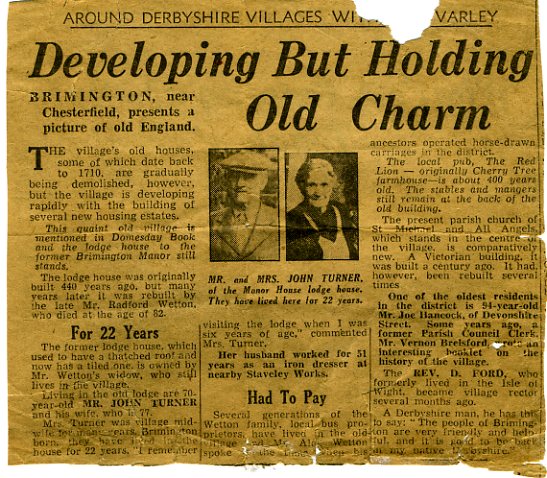 AROUND DERBYSHIRE VILLAGES WITH VARLEY
Developing But Holding
Old Charm
BRIMINGTON, near
Chesterfield, presents a
picture of old England.
THE village's old houses,
some of which date back
to 1710, are gradually
being demolished, however,
but the village is developing
rapidly with the building of
several new housing estates.
This quaint old village is
mentioned in Domesday Book
and the lodge house to the
former Brimington Manor still
stands.
The lodge house was originally
built 440 years ago, but many
years later it was rebuilt by
the late Mr. Radford Wetton,
who died at the age of 82.
For 22 Years
The former lodge house, which
used to have a thatched roof and
now has a tiled one, is owned by
Mr. Wetton's widow, who still
lives in the village.
Living in the old lodge are 70-
year-old MR. JOHN TURNER
and his wife, who is 77.
Mrs. Turner was village mid-
wife for many years. Brimington
born, they have lived in the
house for 22 years. "I remember
MR. and MRS. JOHN TURNER,
of the Manor House lodge house.
They have lived here for 22 years.
visiting the lodge when I was
six years of age," commented
Mrs. Turner.
Her husband worked for 51
years as an iron dresser at
nearby Staveley Works.
Had To Pay
Several generations of the
Wetton family, local bus pro-
prietors, have lived in the old
village and Mr. Alan Wetton
spoke of the time when his
ancestors operated horse-drawn
carriages in the district.
The local pub, The Red
Lion — originally Cherry Tree
farmhouse—is about 400 years
old. The stables and mangers
still remain at the back of the
old building.
The present parish church of
St. Michael and All Angels,
which stands in the centre of
the village, is comparatively
new. A Victorian building, it
was built a century ago. It had,
however, been rebuilt several
times
One of the oldest residents
in the district is 94-year-old
Mr. Joe Hancock, of Devonshire
Street. Some years ago a
former Parish Council Clerk,
Mr. Vernon Brelsford, wrote an
interesting booklet on the
history of the village.
The REV. D. FORD, who
formerly lived in the Isle of
Wight, became village rector
several months ago.
A Derbyshire man, he has this
to say: "The people of Briming-
ton are very friendly and help-
ful, and it is good to be back
in my native Derbyshire."